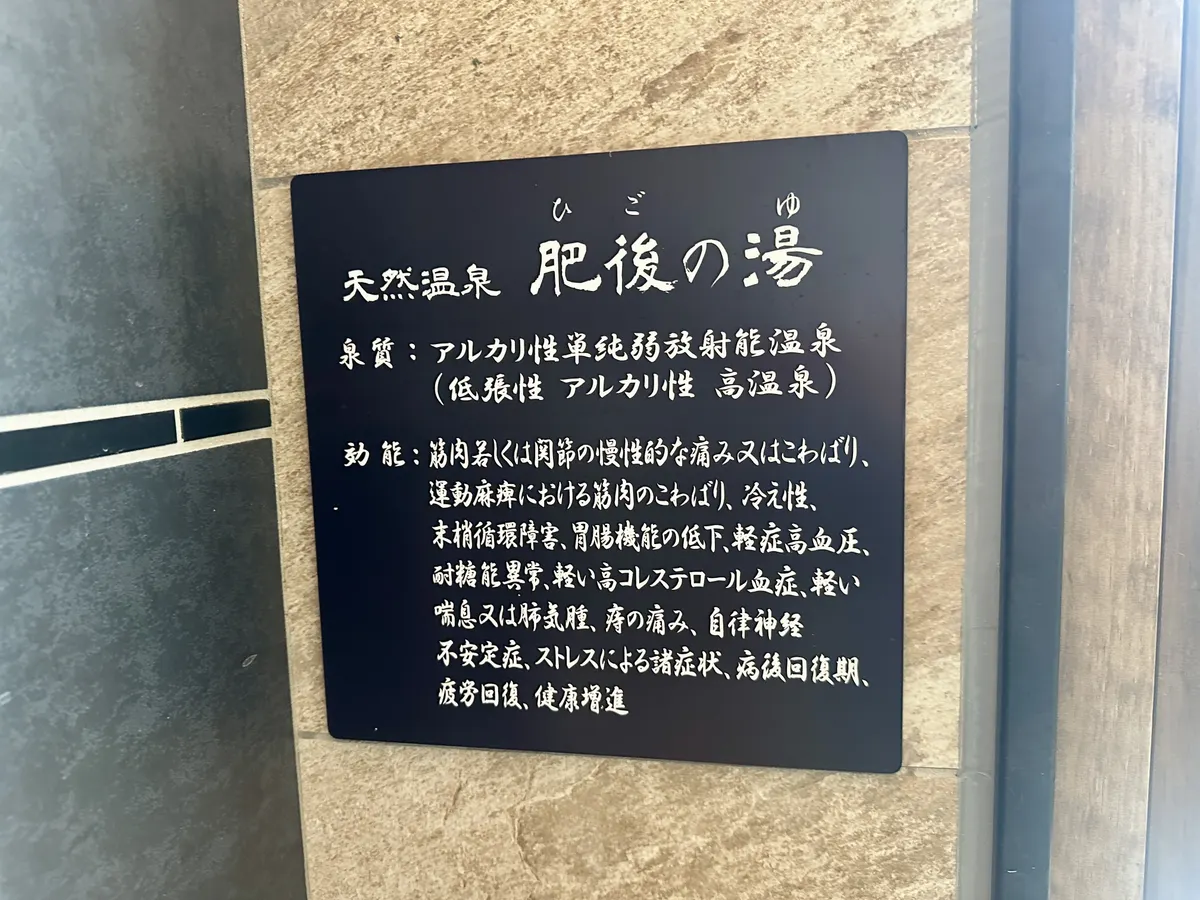 ひ ご ゆ
天然温泉 肥後の湯
泉質：アルカリ性単純弱放射能温泉
（低張性 アルカリ性 高温泉）
効能：筋肉若しくは関節の慢性的な痛み又はこわばり、
運動麻痺における筋肉のこわばり、冷え性、
末梢循環障害、胃腸機能の低下、軽症高血圧、
耐糖能異常、軽い高コレステロール血症、軽い
喘息又は肺気腫、痔の痛み、自律神経
不安定症、ストレスによる諸症状、病後回復期、
疲労回復、健康増進